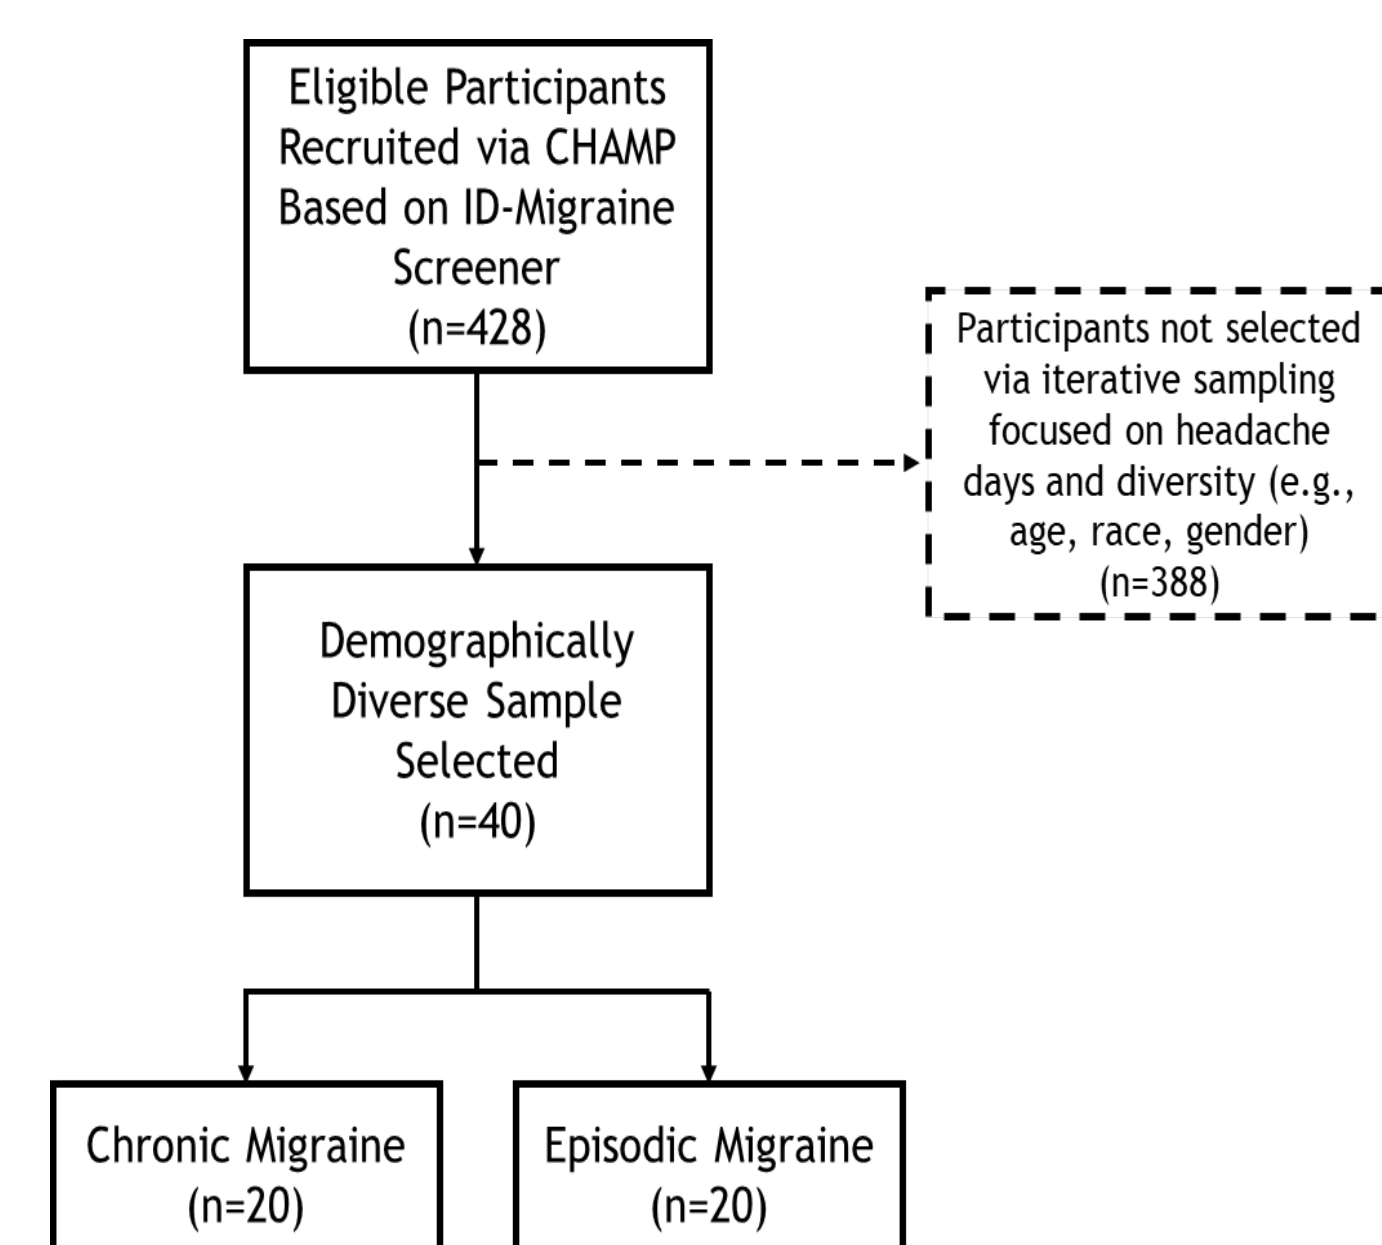 Eligible Participants
Recruited via CHAMP
Based on ID-Migraine
Screener
(n=428)
Participants not selected
via iterative sampling
focused on headache
days and diversity (e.g.,
age, race, gender)
(n=388)
Demographically
Diverse Sample
Selected
(n=40)
Chronic Migraine
(n=20)
Episodic Migraine
(n=20)